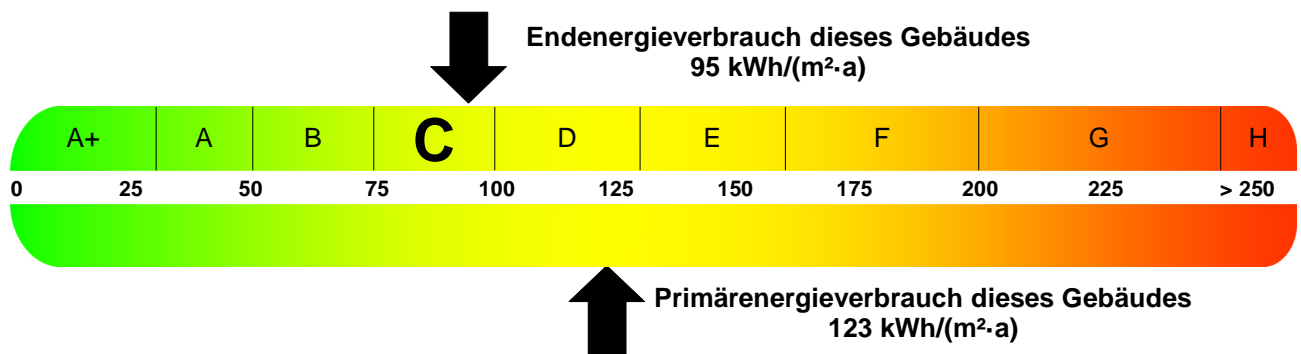 Endenergieverbrauch dieses Gebäudes
95 kWh/(m²·a)
A+ A B C D E F G H
0 25 50 75 100 125 150 175 200 225 > 250
Primärenergieverbrauch dieses Gebäudes
123 kWh/(m²·a)